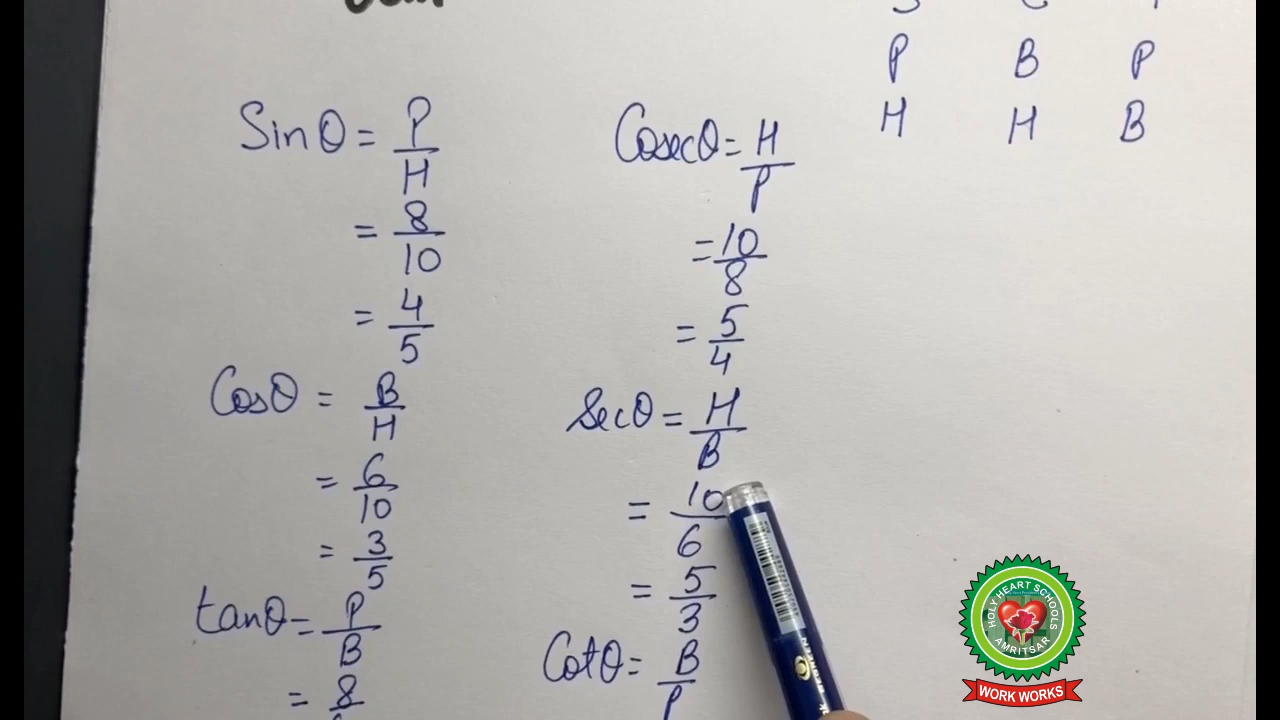 P B P
H H B
Sinθ = P/H
= 8/10
= 4/5
Cosθ = B/H
= 6/10
= 3/5
tanθ = P/B
= 8
Cosecθ = H/P
= 10/8
= 5/4
Secθ = H/B
= 10/6
= 5/3
Cotθ = B/P
HOLY HEART SCHOOLS
AMRITSAR
WORK WORKS